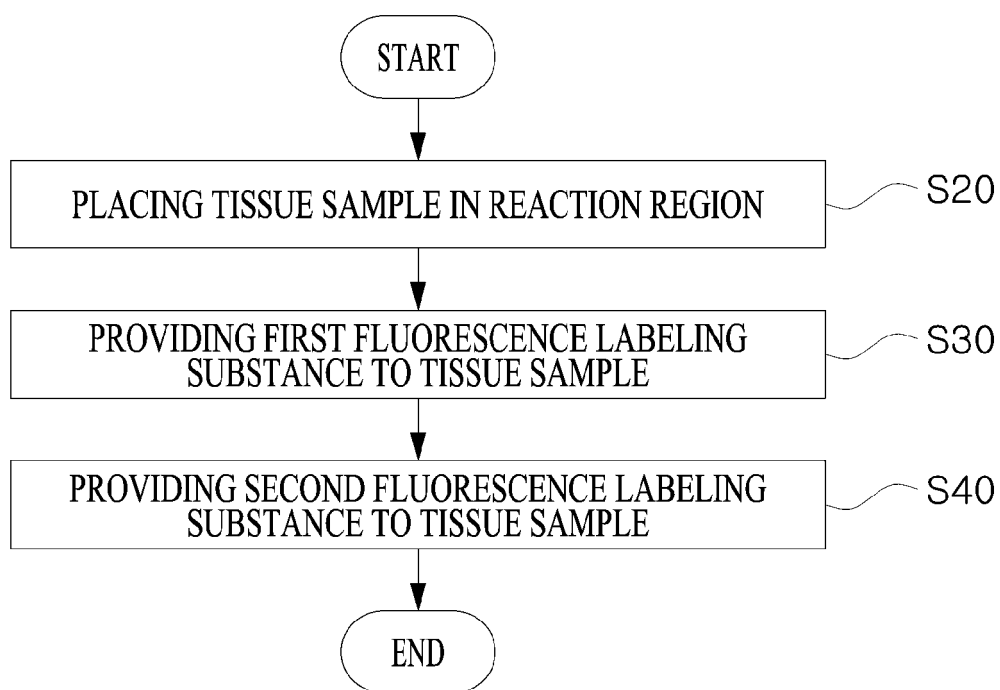 START
PLACING TISSUE SAMPLE IN REACTION REGION
S20
PROVIDING FIRST FLUORESCENCE LABELING
SUBSTANCE TO TISSUE SAMPLE
S30
PROVIDING SECOND FLUORESCENCE LABELING
SUBSTANCE TO TISSUE SAMPLE
S40
END